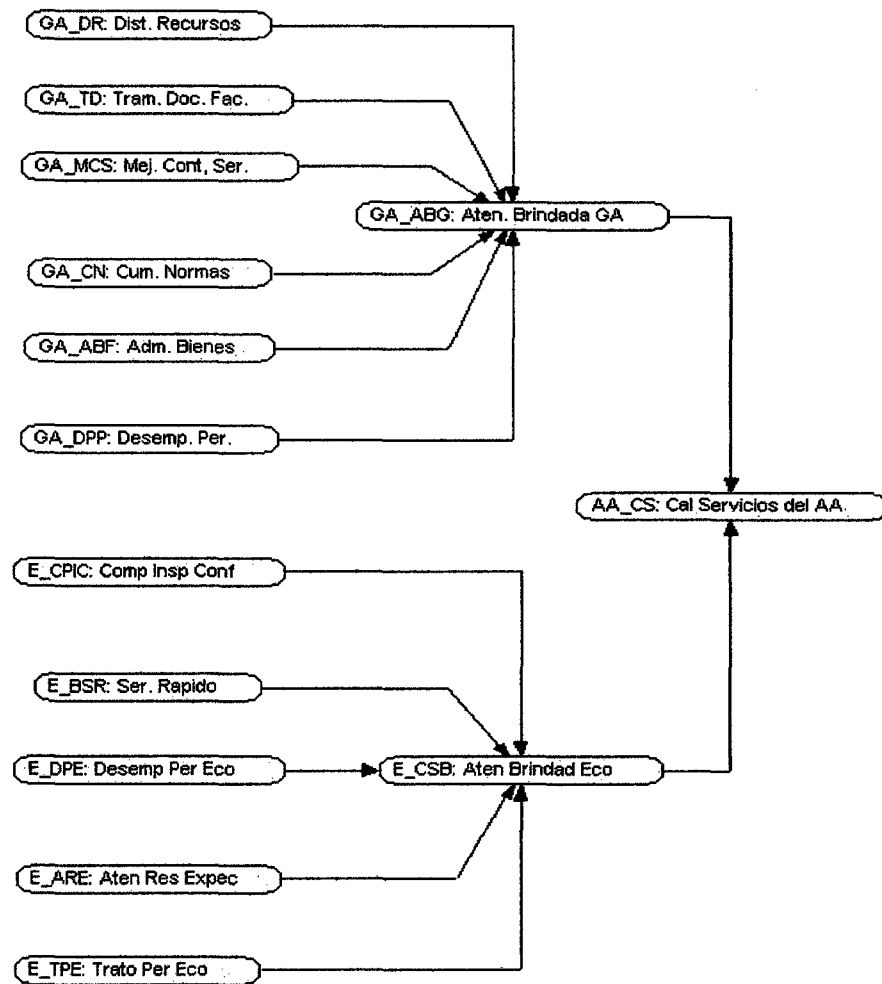 GA_DR: Dist. Recursos
GA_TD: Tram. Doc. Fac.
GA_MCS: Mej. Cont, Ser.
GA_ABG: Aten. Brindada GA
GA_CN: Cum. Normas
GA_ABF: Adm. Bienes
GA_DPP: Desemp. Per.
AA_CS: Cal Servicios del AA.
E_CPIC: Comp Insp Conf
E_BSR: Ser. Rapido
E_DPE: Desemp Per Eco
E_CSB: Aten Brindad Eco
E_ARE: Aten Res Expec
E_TPE: Trato Per Eco